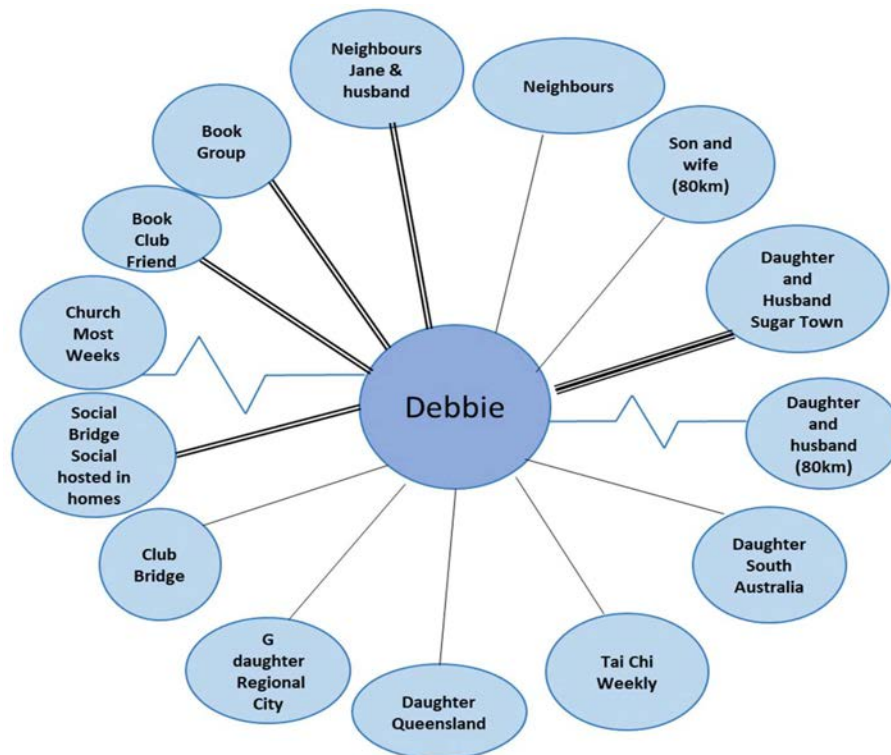 Neighbours
Jane &
husband
Neighbours
Book
Group
Son and
wife
(80km)
Book
Club
Friend
Daughter
and
Husband
Sugar Town
Church
Most
Weeks
Debbie
Social
Bridge
Social
hosted in
homes
Daughter
and
husband
(80km)
Club
Bridge
Daughter
South
Australia
G
daughter
Regional
City
Daughter
Queensland
Tai Chi
Weekly